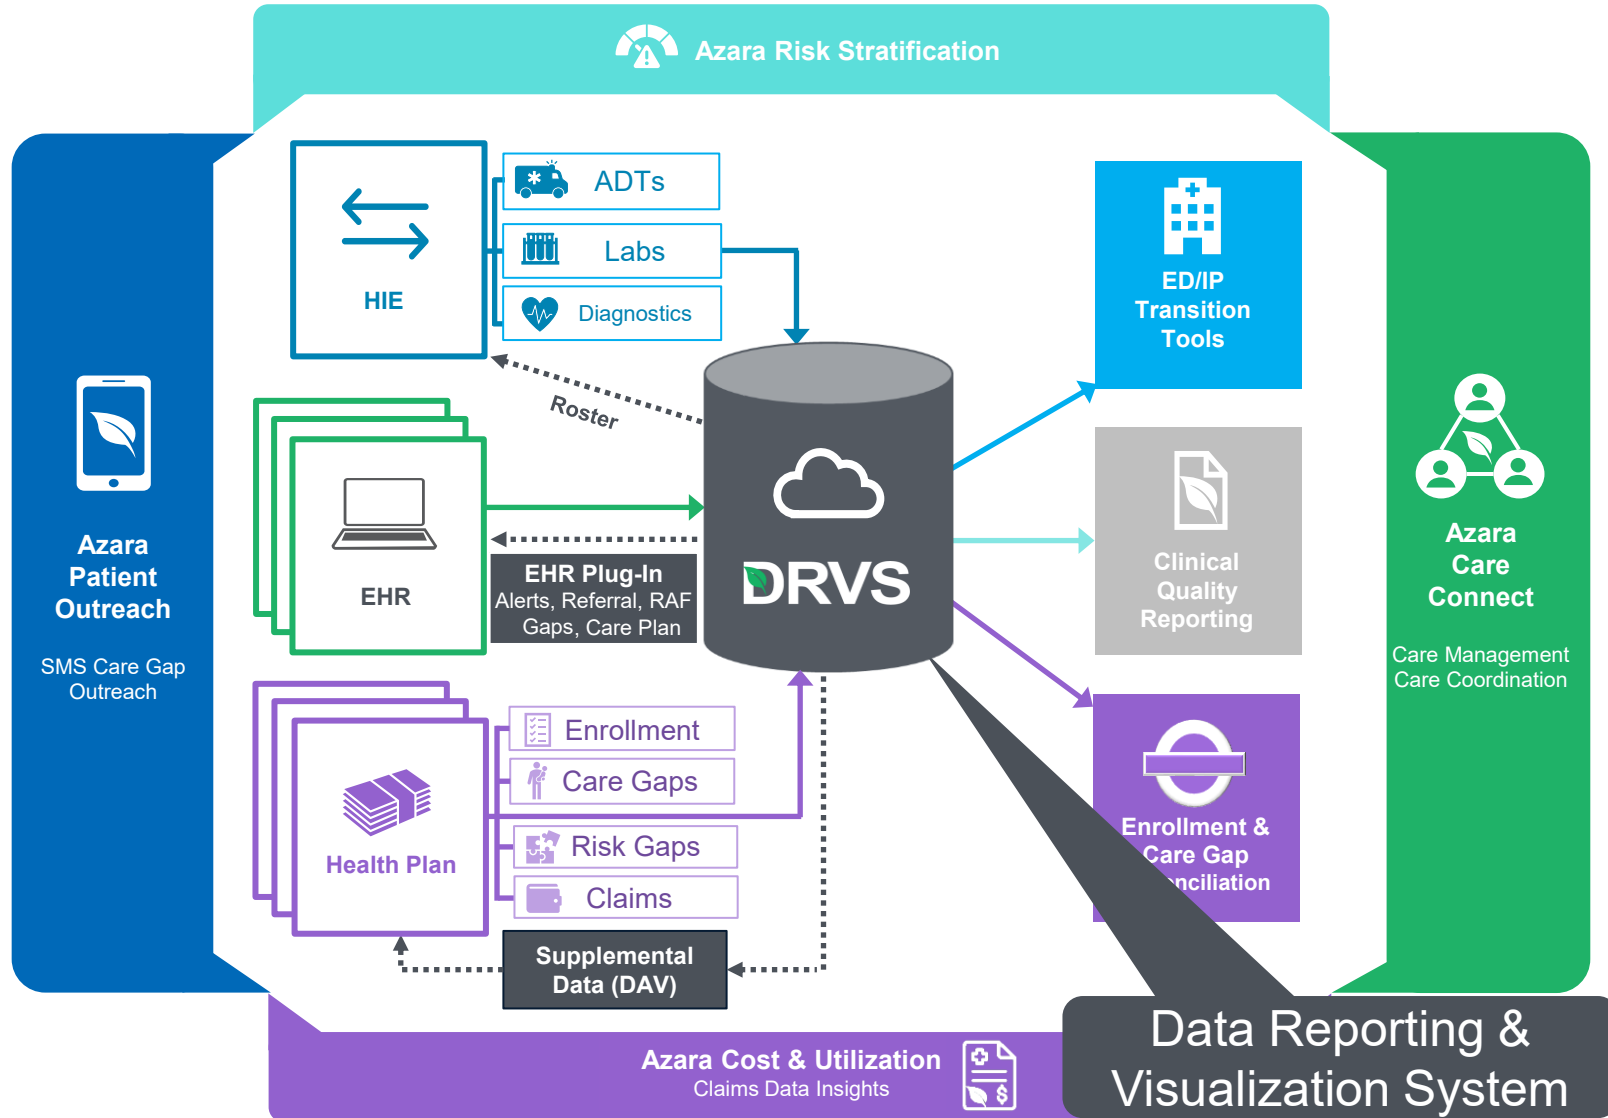 Azara Risk Stratification
HIE
ADTs
Labs
Diagnostics
Roster
EHR
EHR Plug-In
Alerts, Referral, RAF
Gaps, Care Plan
DRVS
Health Plan
Enrollment
Care Gaps
Risk Gaps
Claims
Supplemental
Data (DAV)
ED/IP
Transition
Tools
Clinical
Quality
Reporting
Enrollment &
Care Gap
nciliation
Azara
Patient
Outreach
SMS Care Gap
Outreach
Azara
Care
Connect
Care Management
Care Coordination
Azara Cost & Utilization
Claims Data Insights
Data Reporting &
Visualization System